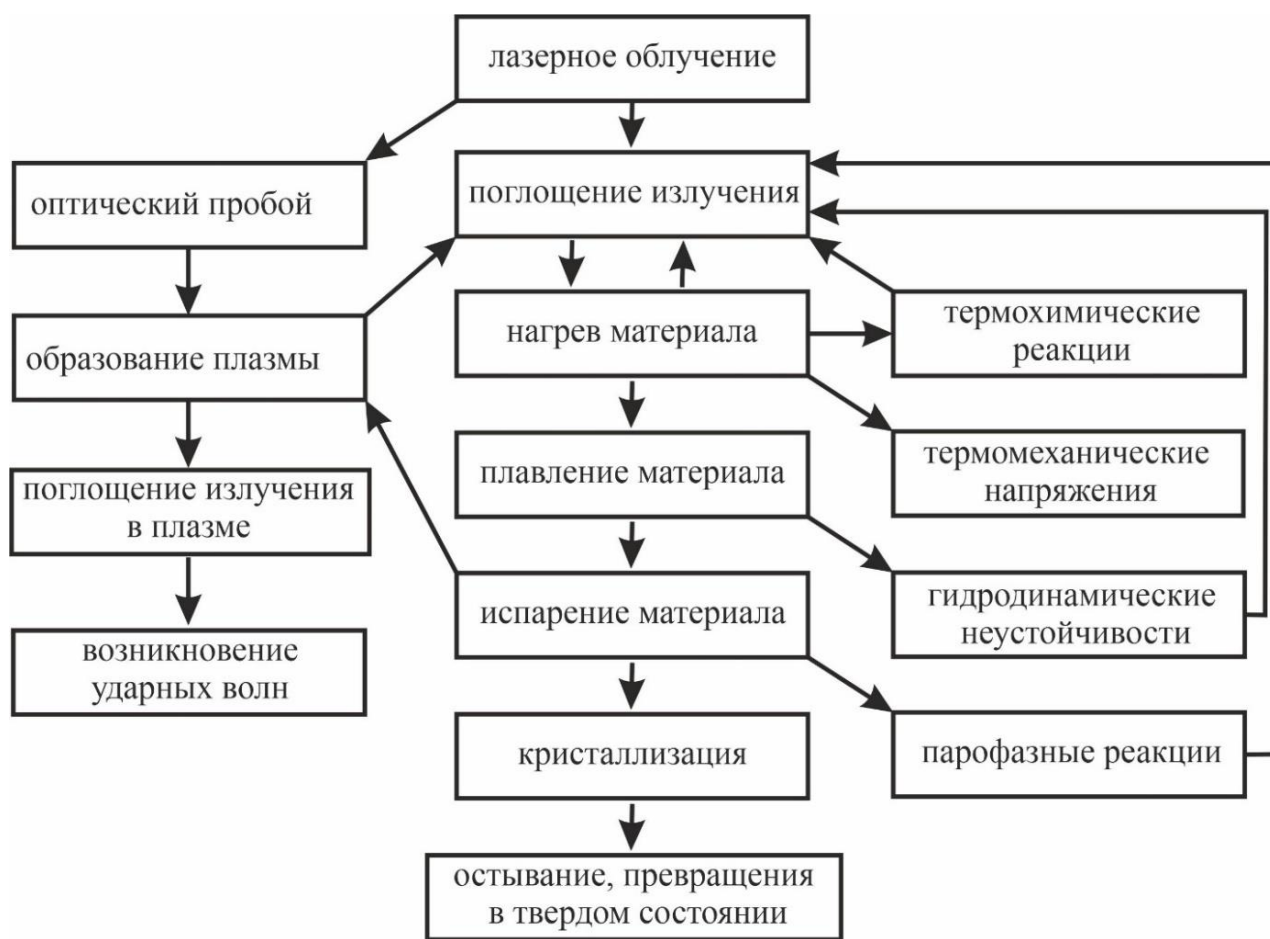 лазерное облучение
оптический пробой
поглощение излучения
образование плазмы
нагрев материала
термохимические
реакции
поглощение излучения
в плазме
плавление материала
термомеханические
напряжения
возникновение
ударных волн
испарение материала
гидродинамические
неустойчивости
кристаллизация
парофазные реакции
остывание, превращения
в твердом состоянии